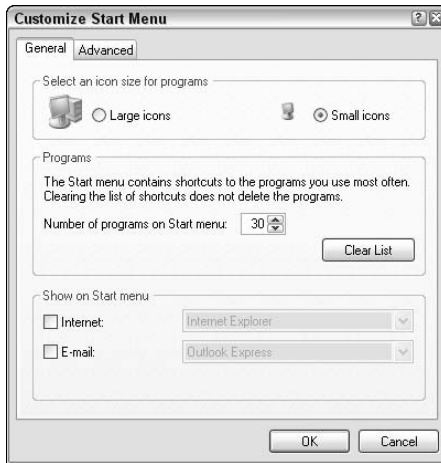 Customize Start Menu
General Advanced
Select an icon size for programs
Large icons Small icons
Programs
The Start menu contains shortcuts to the programs you use most often.
Clearing the list of shortcuts does not delete the programs.
Number of programs on Start menu: 30
Clear List
Show on Start menu
Internet: Internet Explorer
E-mail: Outlook Express
OK Cancel